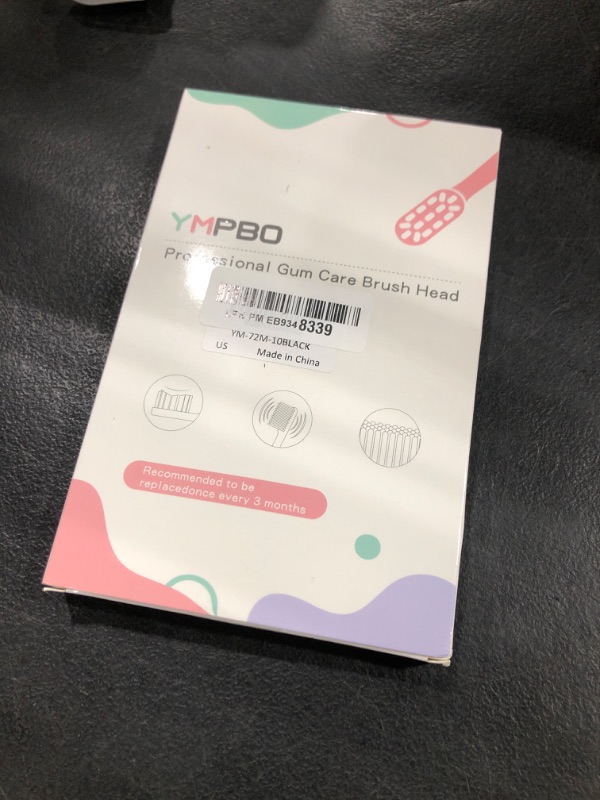 YMPBO
Professional Gum Care Brush Head
PM EB9348339
YM-72M-10BLACK
US Made in China
Recommended to be
replacedonce every 3 months